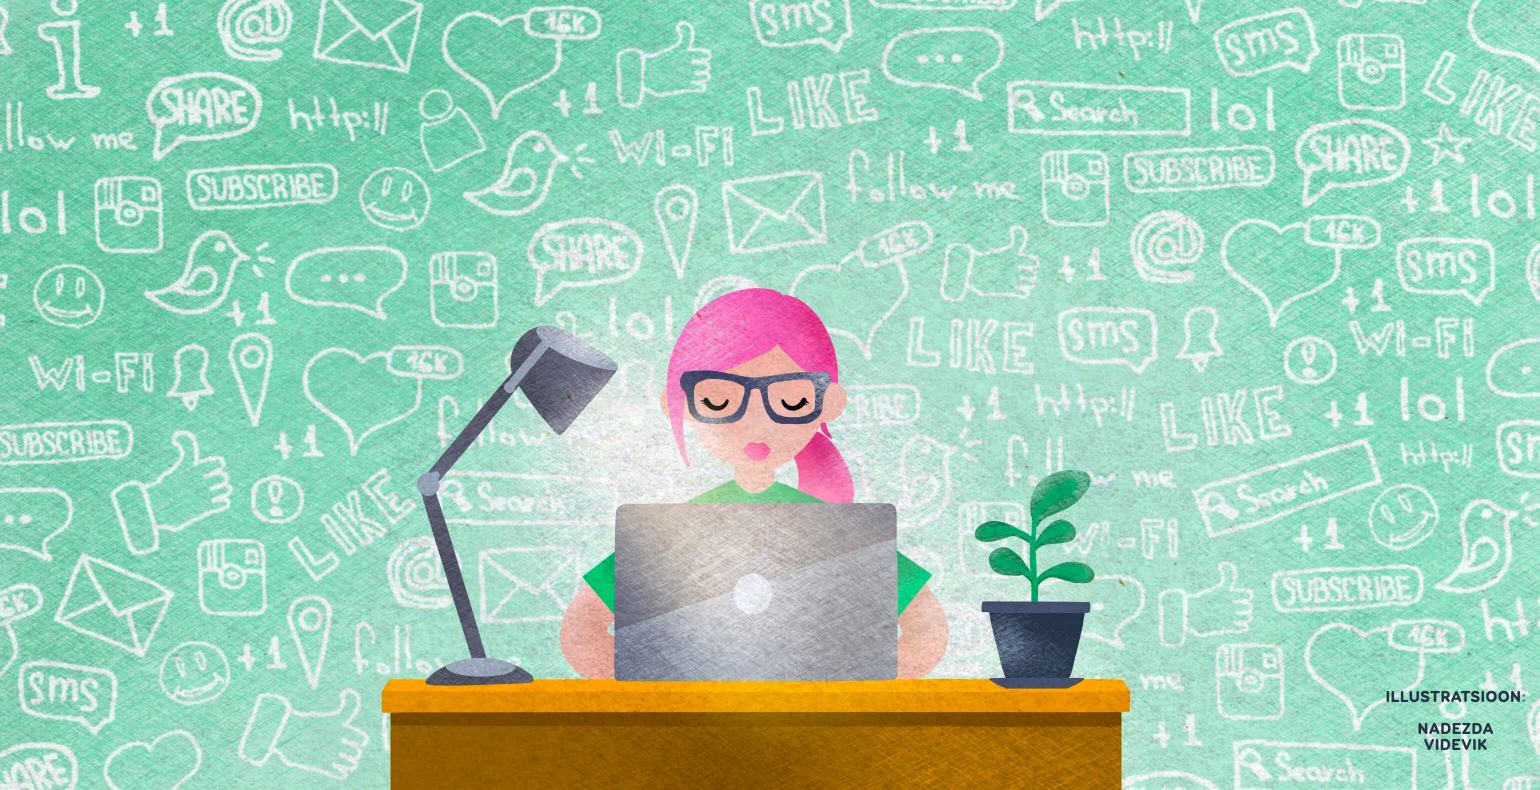 i
+1
@
16K
sms
http://
sms
LIKE
llow me
SHARE
http://
+1
LIKE
Search
lol
WI-FI
+1
SHARE
lol
SUBSCRIBE
follow me
SUBSCRIBE
+1
lol
SHARE
16K
+1
@
16K
sms
+1
lol
+1
WI-FI
16K
LIKE
sms
WI-FI
SUBSCRIBE
+1
follow
RIBE
+1
http://
LIKE
+1
lol
http://
LIKE
Search
follow me
Search
@
WI-FI
+1
SUBSCRIBE
+1
follow
16K
sms
me
ILLUSTRATSIOON:
NADEZDA
VIDEVIK
+1
SHARE
Search